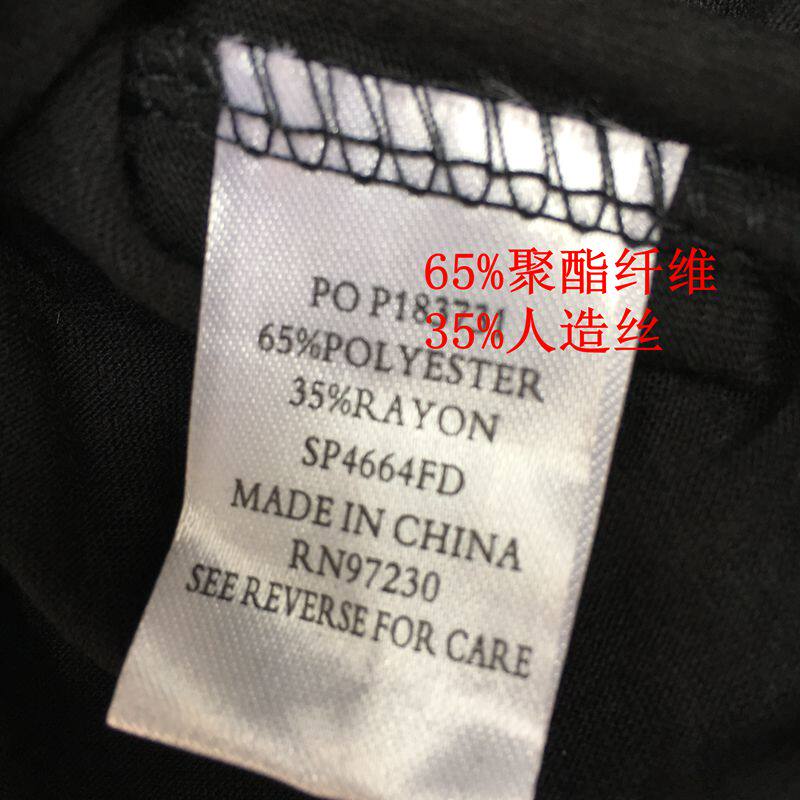 65%聚酯纤维
35%人造丝
PO P183731
65%POLYESTER
35%RAYON
SP4664FD
MADE IN CHINA
RN97230
SEE REVERSE FOR CARE